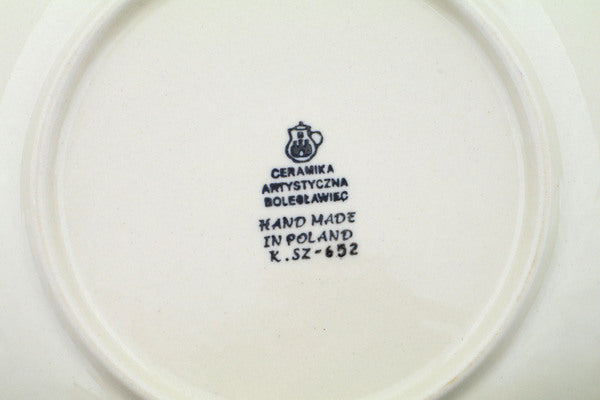 CERAMIKA
ARTYSTYCZNA
BOLESŁAWIEC
HAND MADE
IN POLAND
K.SZ-652